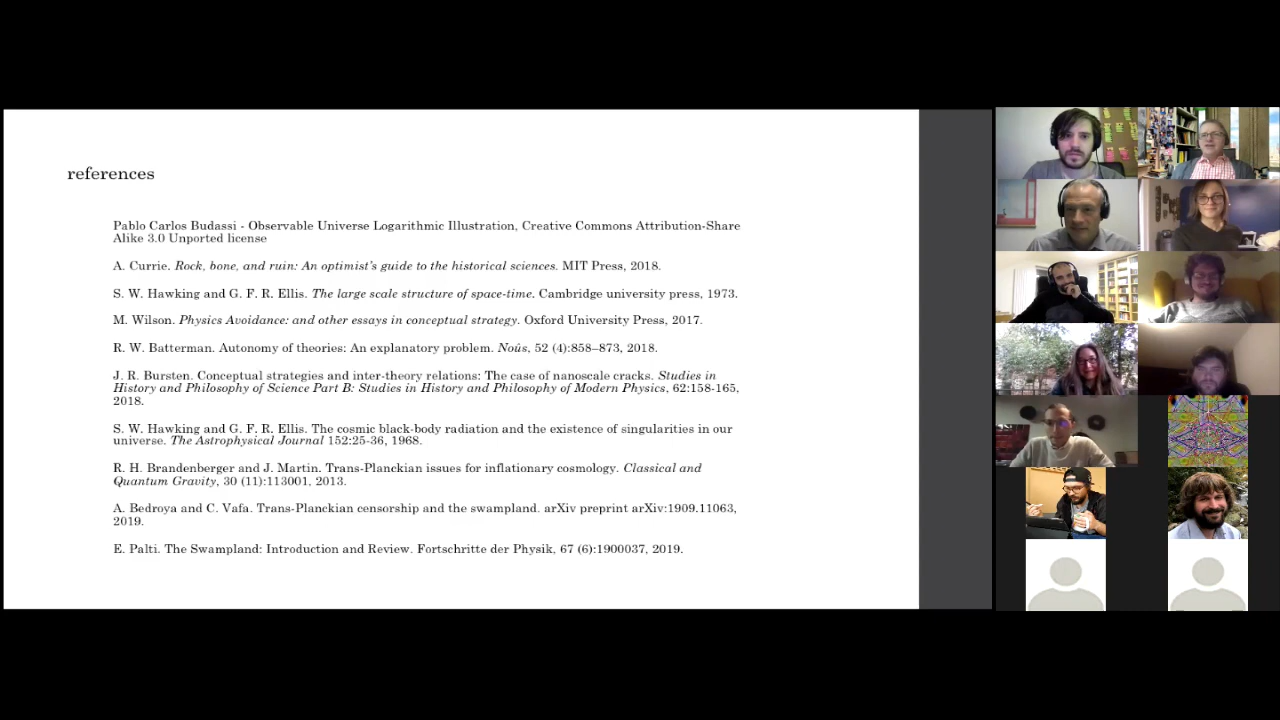 references
Pablo Carlos Budassi - Observable Universe Logarithmic Illustration, Creative Commons Attribution-Share
Alike 3.0 Unported license
A. Currie. Rock, bone, and ruin: An optimist's guide to the historical sciences. MIT Press, 2018.
S. W. Hawking and G. F. R. Ellis. The large scale structure of space-time. Cambridge university press, 1973.
M. Wilson. Physics Avoidance: and other essays in conceptual strategy. Oxford University Press, 2017.
R. W. Batterman. Autonomy of theories: An explanatory problem. Noûs, 52 (4):858–873, 2018.
J. R. Bursten. Conceptual strategies and inter-theory relations: The case of nanoscale cracks. Studies in
History and Philosophy of Science Part B: Studies in History and Philosophy of Modern Physics, 62:158-165,
2018.
S. W. Hawking and G. F. R. Ellis. The cosmic black-body radiation and the existence of singularities in our
universe. The Astrophysical Journal 152:25-36, 1968.
R. H. Brandenberger and J. Martin. Trans-Planckian issues for inflationary cosmology. Classical and
Quantum Gravity, 30 (11):113001, 2013.
A. Bedroya and C. Vafa. Trans-Planckian censorship and the swampland. arXiv preprint arXiv:1909.11063,
2019.
E. Palti. The Swampland: Introduction and Review. Fortschritte der Physik, 67 (6):1900037, 2019.